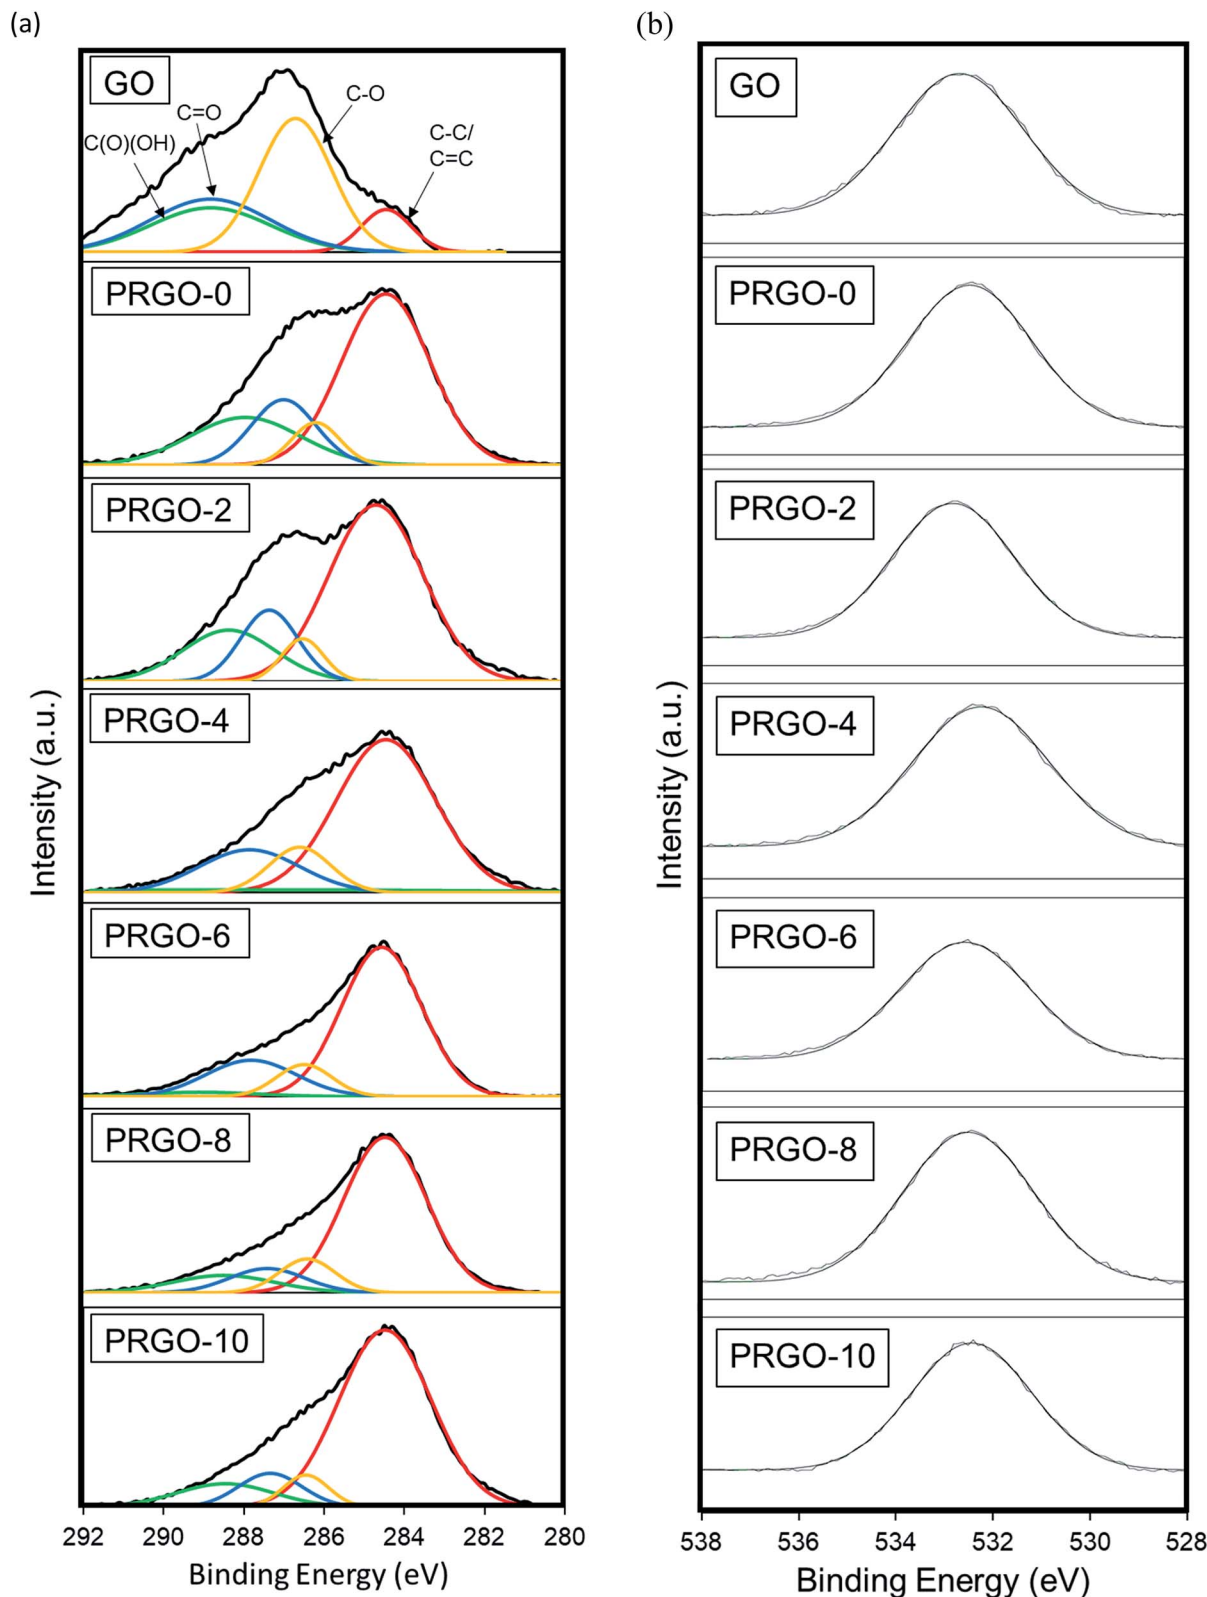 (a)
GO
C(O)(OH)
C=O
C-O
C-C/
C=C
PRGO-0
PRGO-2
PRGO-4
PRGO-6
PRGO-8
PRGO-10
Intensity (a.u.)
292 290 288 286 284 282 280
Binding Energy (eV)
(b)
GO
PRGO-0
PRGO-2
PRGO-4
PRGO-6
PRGO-8
PRGO-10
Intensity (a.u.)
538 536 534 532 530 528
Binding Energy (eV)